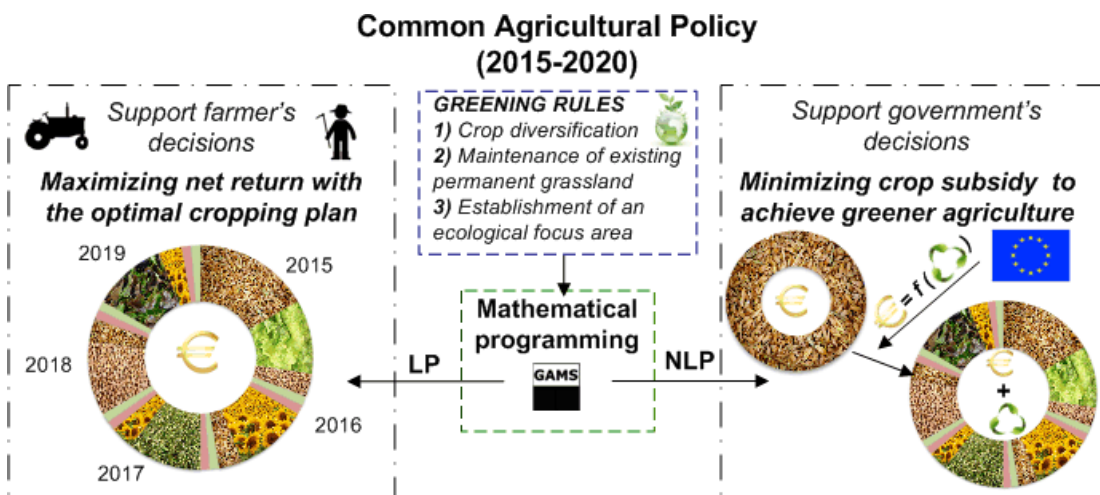 Common Agricultural Policy
(2015-2020)
Support farmer's
decisions
Maximizing net return with
the optimal cropping plan
2019
2015
2018
2016
2017
GREENING RULES
1) Crop diversification
2) Maintenance of existing
permanent grassland
3) Establishment of an
ecological focus area
Mathematical
programming
GAMS
LP
NLP
Support government's
decisions
Minimizing crop subsidy to
achieve greener agriculture
€
€
€ = f ( )
€
+